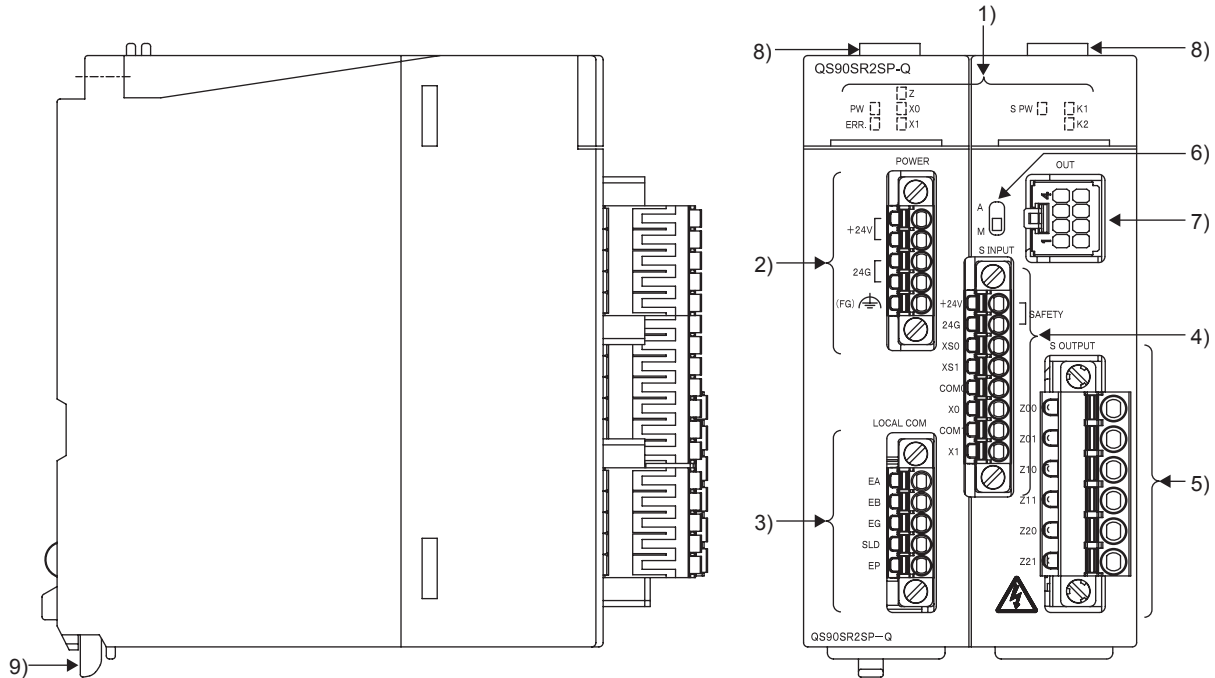 1)
8)
8)
QS90SR2SP-Q
Z
PW X0
ERR. X1
S PW K1
K2
POWER
OUT
6)
A
M
4
1
7)
2)
+24V
24G
(FG)
S INPUT
+24V
24G
SAFETY
XS0
XS1
COM0
X0
COM1
X1
4)
S OUTPUT
Z00
Z01
Z10
Z11
Z20
Z21
5)
LOCAL COM
3)
EA
EB
EG
SLD
EP
QS90SR2SP-Q
9)